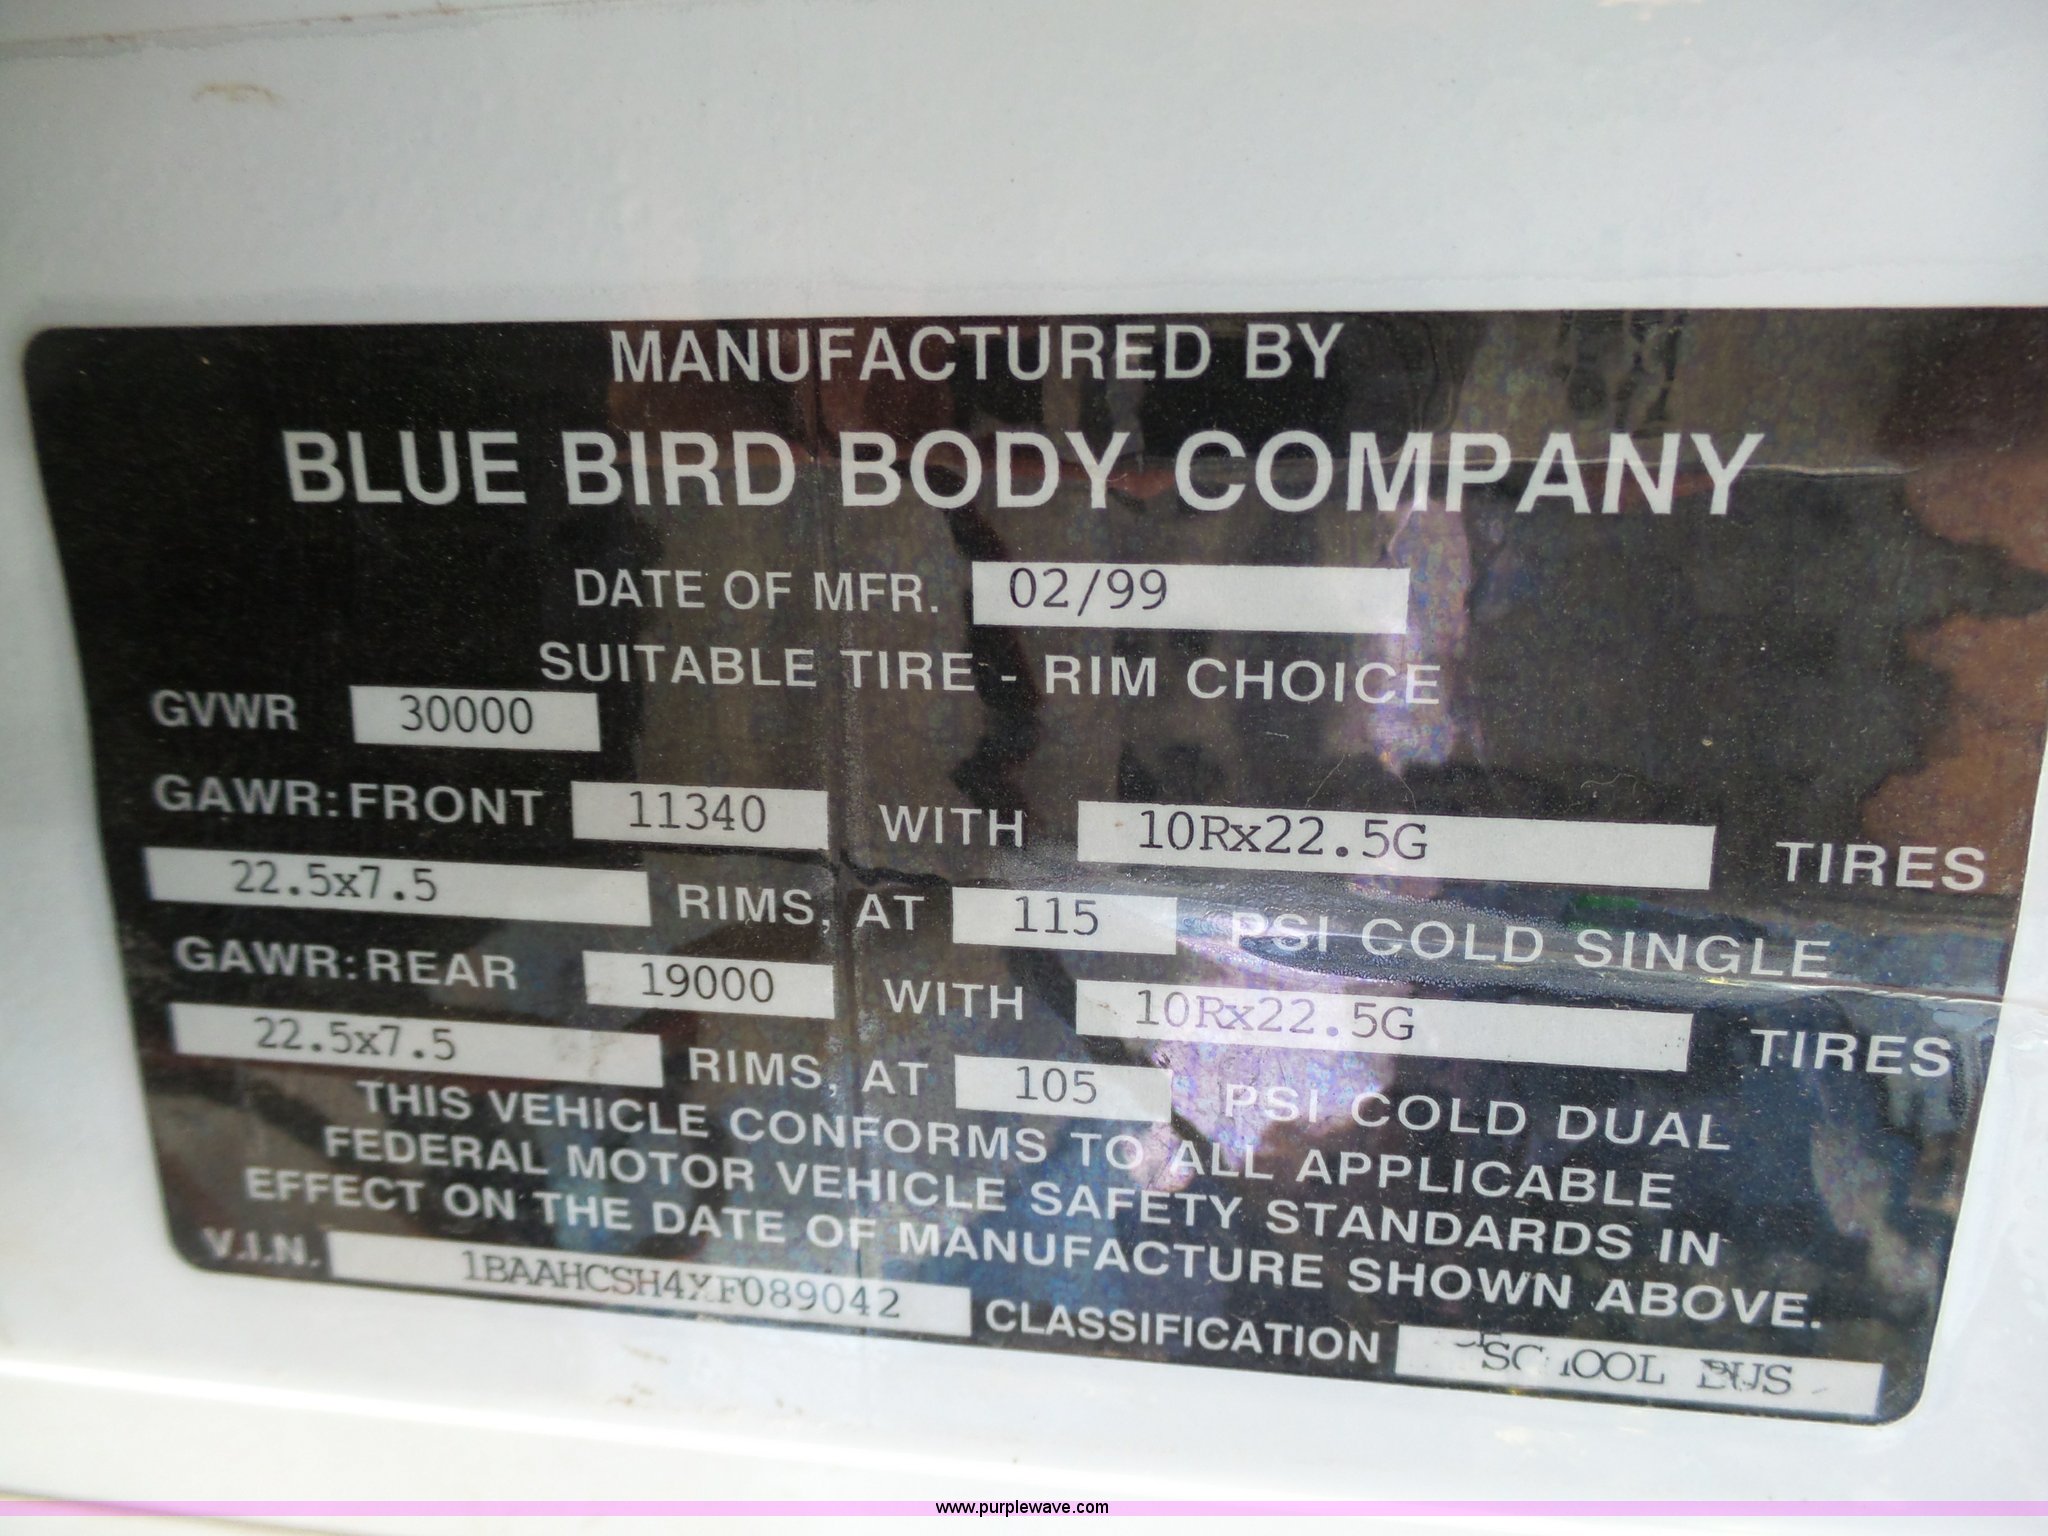 MANUFACTURED BY
BLUE BIRD BODY COMPANY
DATE OF MFR. 02/99
SUITABLE TIRE - RIM CHOICE
GVWR 30000
GAWR: FRONT 11340 WITH 10Rx22.5G TIRES
22.5x7.5 RIMS, AT 115 PSI COLD SINGLE
GAWR: REAR 19000 WITH 10Rx22.5G TIRES
22.5x7.5 RIMS, AT 105 PSI COLD DUAL
THIS VEHICLE CONFORMS TO ALL APPLICABLE
FEDERAL MOTOR VEHICLE SAFETY STANDARDS IN
EFFECT ON THE DATE OF MANUFACTURE SHOWN ABOVE.
V.I.N. 1BAAHCSH4XF089042 CLASSIFICATION SCHOOL BUS
www.purplewave.com